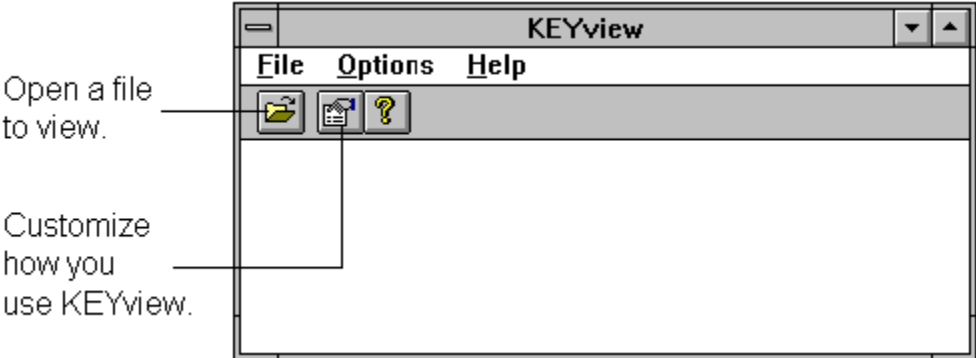 KEYview
File Options Help
Open a file
to view.
Customize
how you
use KEYview.